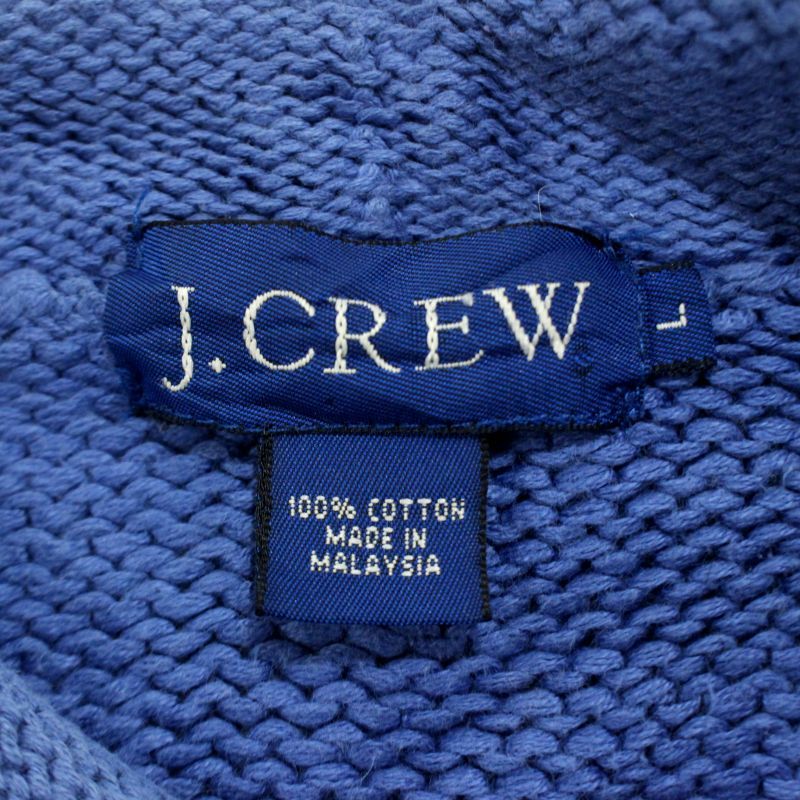 J.CREW
L
100% COTTON
MADE IN
MALAYSIA